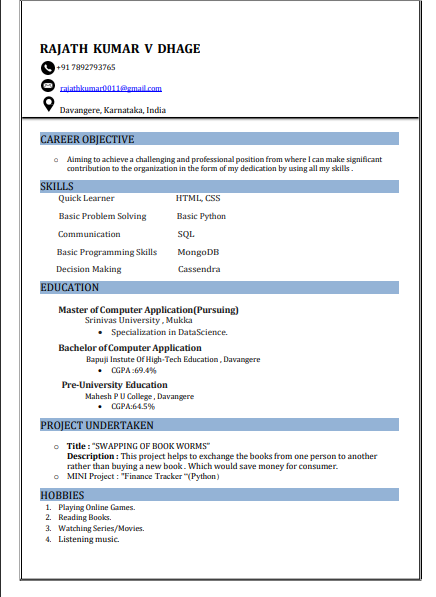 RAJATH KUMAR V DHAGE
+91 7892793765
rajathkumar0011@gmail.com
Davangere, Karnataka, India
CAREER OBJECTIVE
o Aiming to achieve a challenging and professional position from where I can make significant
contribution to the organization in the form of my dedication by using all my skills .
SKILLS
Quick Learner HTML, CSS
Basic Problem Solving Basic Python
Communication SQL
Basic Programming Skills MongoDB
Decision Making Cassendra
EDUCATION
Master of Computer Application(Pursuing)
Srinivas University , Mukka
• Specialization in DataScience.
Bachelor of Computer Application
Bapuji Instute Of High-Tech Education , Davangere
• CGPA :69.4%
Pre-University Education
Mahesh P U College , Davangere
• CGPA:64.5%
PROJECT UNDERTAKEN
o Title : "SWAPPING OF BOOK WORMS"
Description : This project helps to exchange the books from one person to another
rather than buying a new book . Which would save money for consumer.
o MINI Project : "Finance Tracker "(Python)
HOBBIES
1. Playing Online Games.
2. Reading Books.
3. Watching Series/Movies.
4. Listening music.